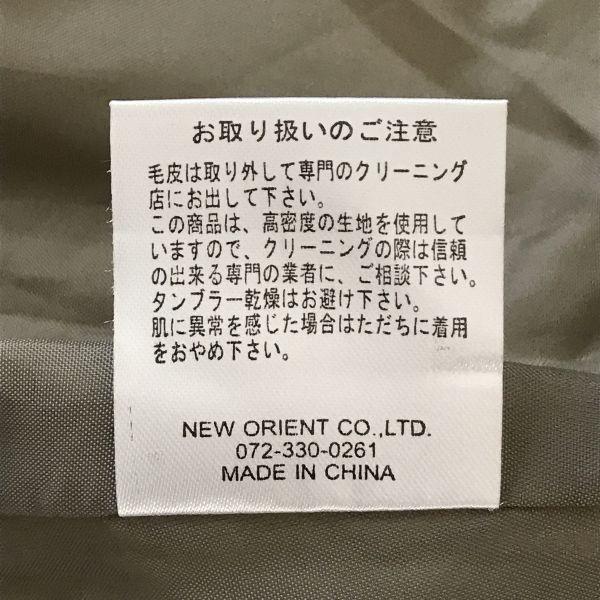 お取り扱いのご注意
毛皮は取り外して専門のクリーニング
店にお出して下さい。
この商品は、高密度の生地を使用して
いますので、クリーニングの際は信頼
の出来る専門の業者に、ご相談下さい。
タンブラー乾燥はお避け下さい。
肌に異常を感じた場合はただちに着用
をおやめ下さい。
NEW ORIENT CO.,LTD.
072-330-0261
MADE IN CHINA